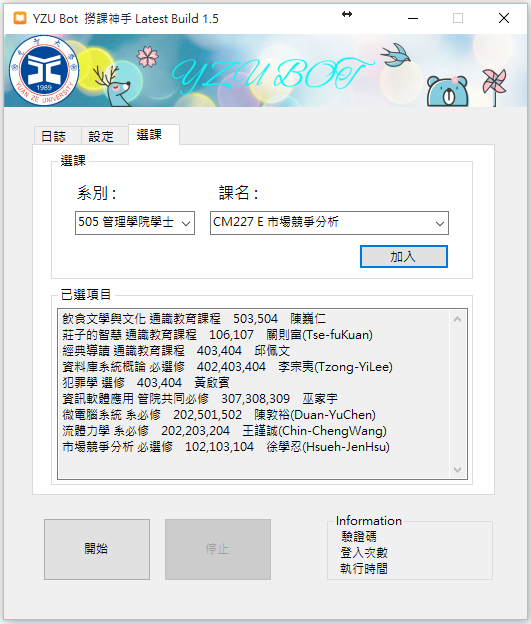 YZU Bot 撈課神手 Latest Build 1.5
YUAN ZE UNIVERSITY
1989
YZU BOT
日誌 設定 選課
選課
系別 : 課名 :
505 管理學院學士 CM227 E 市場競爭分析
加入
已選項目
飲食文學與文化 通識教育課程 503,504 陳巍仁
莊子的智慧 通識教育課程 106,107 關則富(Tse-fuKuan)
經典導讀 通識教育課程 403,404 邱佩文
資料庫系統概論 必選修 402,403,404 李宗夷(Tzong-YiLee)
犯罪學 選修 403,404 黃啟賓
資訊軟體應用 管院共同必修 307,308,309 巫家宇
微電腦系統 系必修 202,501,502 陳敦裕(Duan-YuChen)
流體力學 系必修 202,203,204 王謹誠(Chin-ChengWang)
市場競爭分析 必選修 102,103,104 徐學忍(Hsueh-JenHsu)
開始 停止
Information
驗證碼
登入次數
執行時間